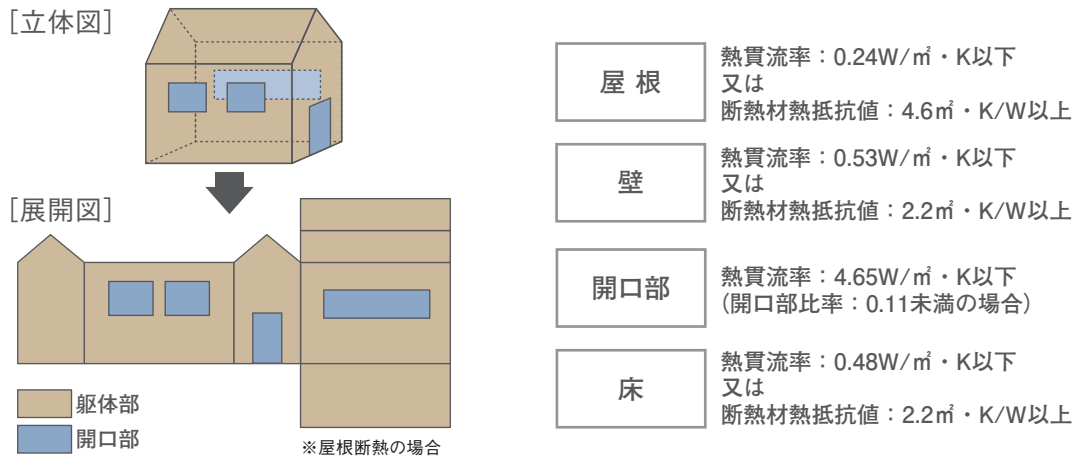 [立体図]
[展開図]
躯体部
開口部
※屋根断熱の場合
屋 根
熱貫流率：0.24W/㎡・K以下
又は
断熱材熱抵抗値：4.6㎡・K/W以上
壁
熱貫流率：0.53W/㎡・K以下
又は
断熱材熱抵抗値：2.2㎡・K/W以上
開口部
熱貫流率：4.65W/㎡・K以下
(開口部比率：0.11未満の場合)
床
熱貫流率：0.48W/㎡・K以下
又は
断熱材熱抵抗値：2.2㎡・K/W以上